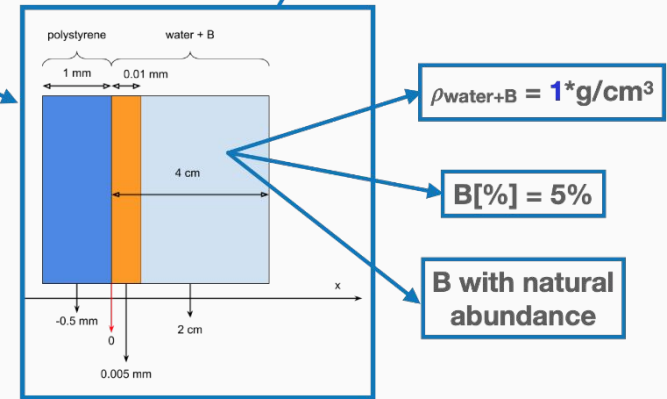 polystyrene
water + B
1 mm
0.01 mm
4 cm
x
-0.5 mm
0
2 cm
0.005 mm
ρwater+B = 1*g/cm³
B[%] = 5%
B with natural
abundance